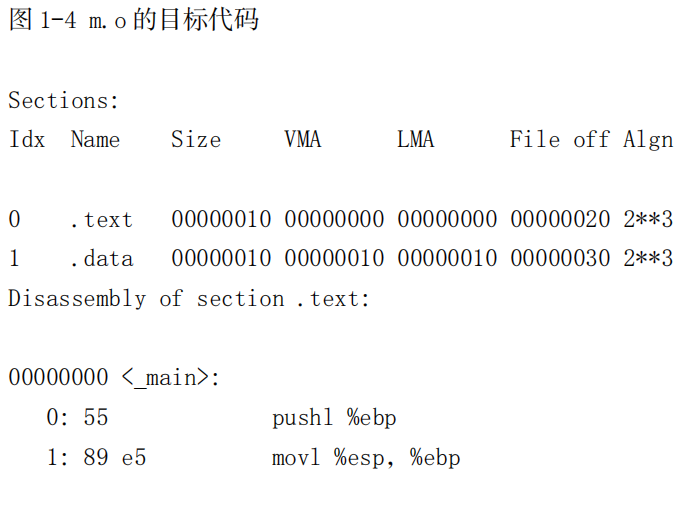 图 1-4 m.o 的目标代码
Sections:
Idx Name Size VMA LMA File off Algn
0 .text 00000010 00000000 00000000 00000020 2**3
1 .data 00000010 00000010 00000010 00000030 2**3
Disassembly of section .text:
00000000 <_main>:
0: 55 pushl %ebp
1: 89 e5 movl %esp, %ebp